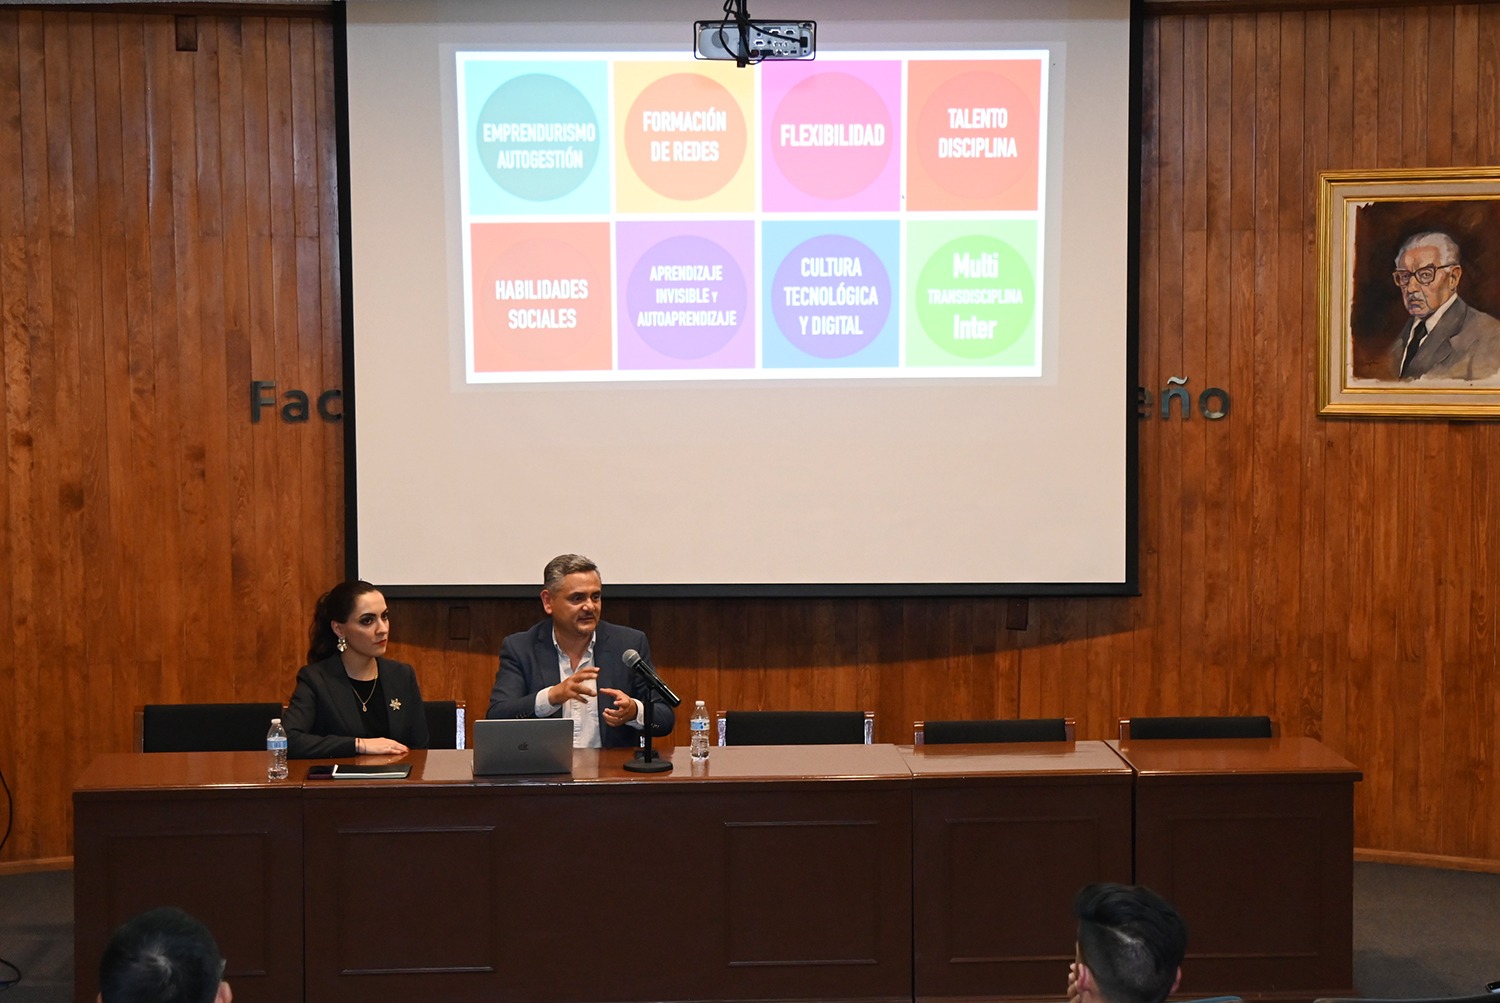 EMPRENDURISMO
AUTOGESTIÓN
FORMACIÓN
DE REDES
FLEXIBILIDAD
TALENTO
DISCIPLINA
HABILIDADES
SOCIALES
APRENDIZAJE
INVISIBLE Y
AUTOAPRENDIZAJE
CULTURA
TECNOLÓGICA
Y DIGITAL
Multi
TRANSDISCIPLINA
Inter
Fac
eño